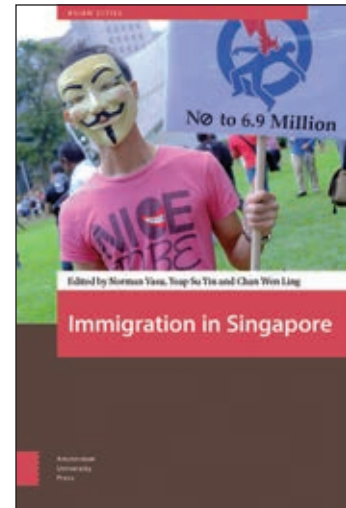 ASIAN CITIES
NØ to 6.9 Million
NICE
Edited by Norman Vasu, Yeap Su Yin and Chan Wen Ling
Immigration in Singapore
Amsterdam
University
Press